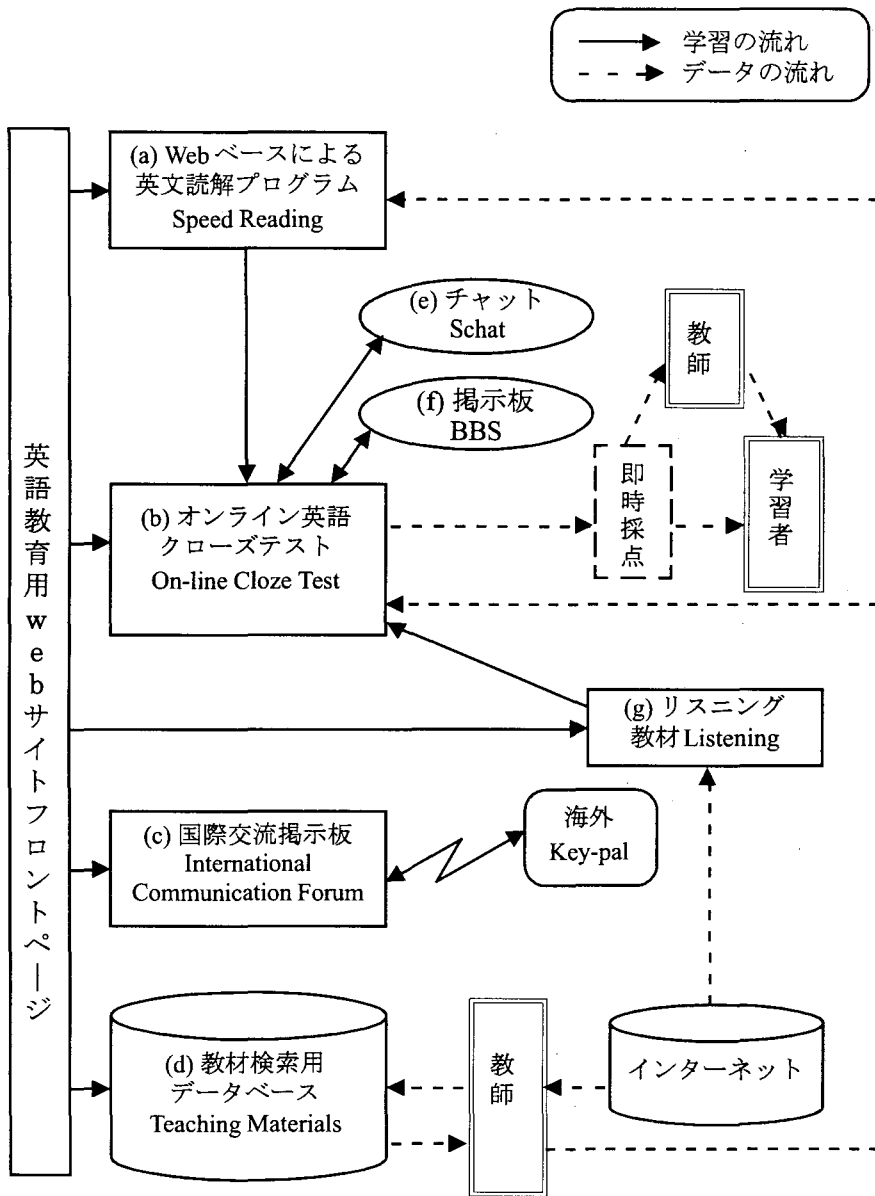 学習の流れ
データの流れ
英語教育用webサイトフロントページ
(a) Webベースによる
英文読解プログラム
Speed Reading
(e) チャット
Schat
(f) 掲示板
BBS
教師
即時採点
学習者
(b) オンライン英語
クローズテスト
On-line Cloze Test
(g) リスニング
教材 Listening
(c) 国際交流掲示板
International
Communication Forum
海外
Key-pal
(d) 教材検索用
データベース
Teaching Materials
教師
インターネット